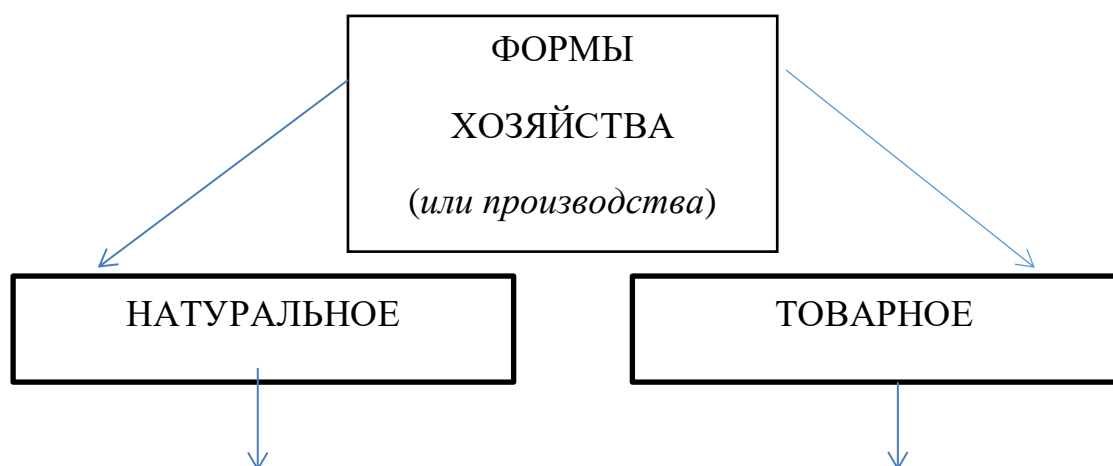 ФОРМЫ
ХОЗЯЙСТВА
(или производства)
НАТУРАЛЬНОЕ
ТОВАРНОЕ